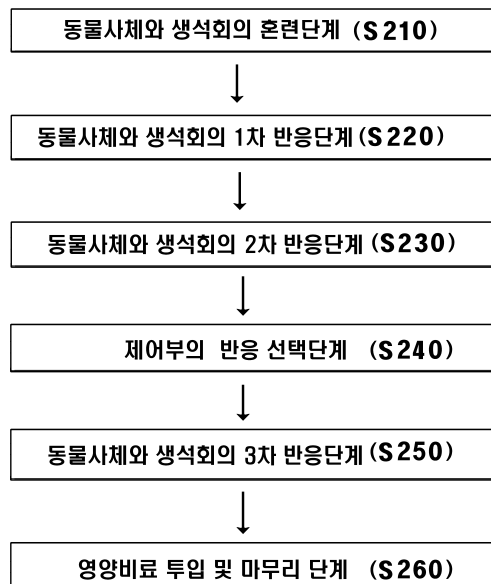 동물사체와 생석회의 혼련단계 (S210)
동물사체와 생석회의 1차 반응단계(S220)
동물사체와 생석회의 2차 반응단계(S230)
제어부의 반응 선택단계 (S240)
동물사체와 생석회의 3차 반응단계(S250)
영양비료 투입 및 마무리 단계 (S260)